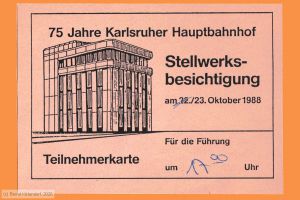 75 Jahre Karlsruher Hauptbahnhof
Stellwerks-
besichtigung
am 22./23. Oktober 1988
Für die Führung
Teilnehmerkarte
um 17 00 Uhr